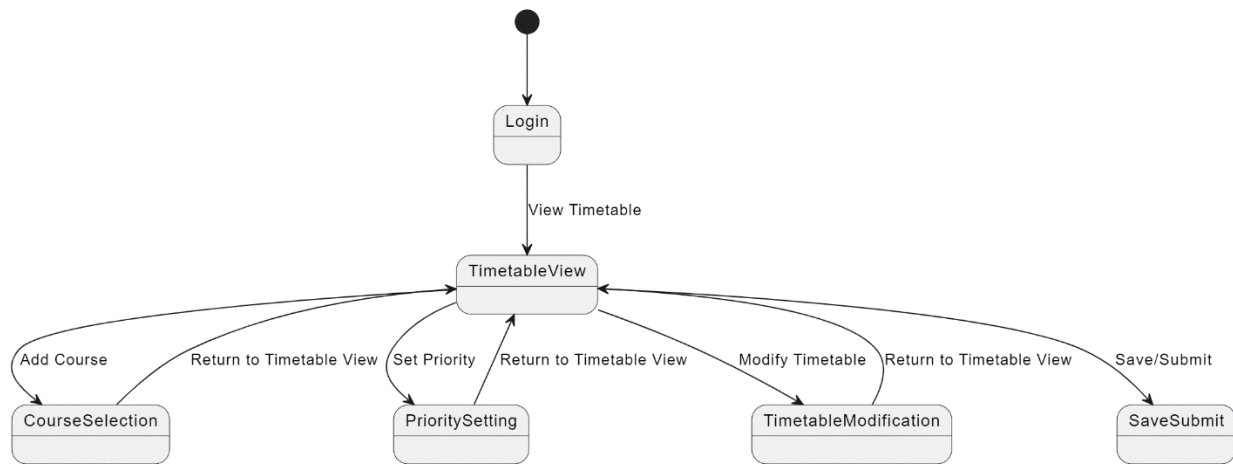 Login
View Timetable
TimetableView
Add Course
Return to Timetable View
Set Priority
Return to Timetable View
Modify Timetable
Return to Timetable View
Save/Submit
CourseSelection
PrioritySetting
TimetableModification
SaveSubmit